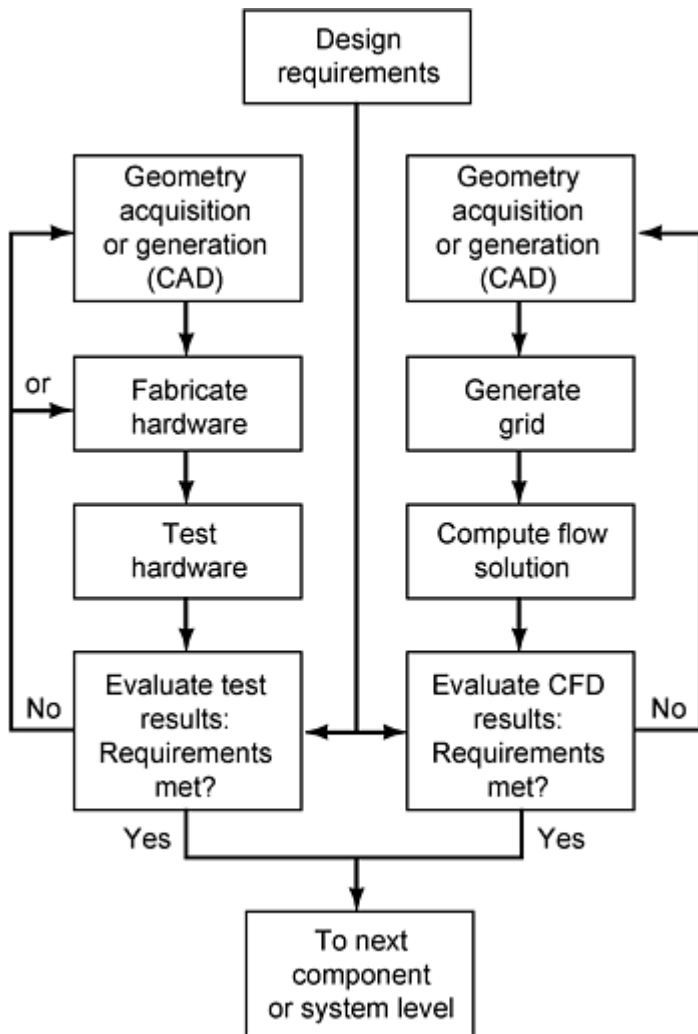 Design
requirements
Geometry
acquisition
or generation
(CAD)
Geometry
acquisition
or generation
(CAD)
or
Fabricate
hardware
Generate
grid
Test
hardware
Compute flow
solution
No
Evaluate test
results:
Requirements
met?
Evaluate CFD
results:
Requirements
met?
No
Yes
Yes
To next
component
or system level